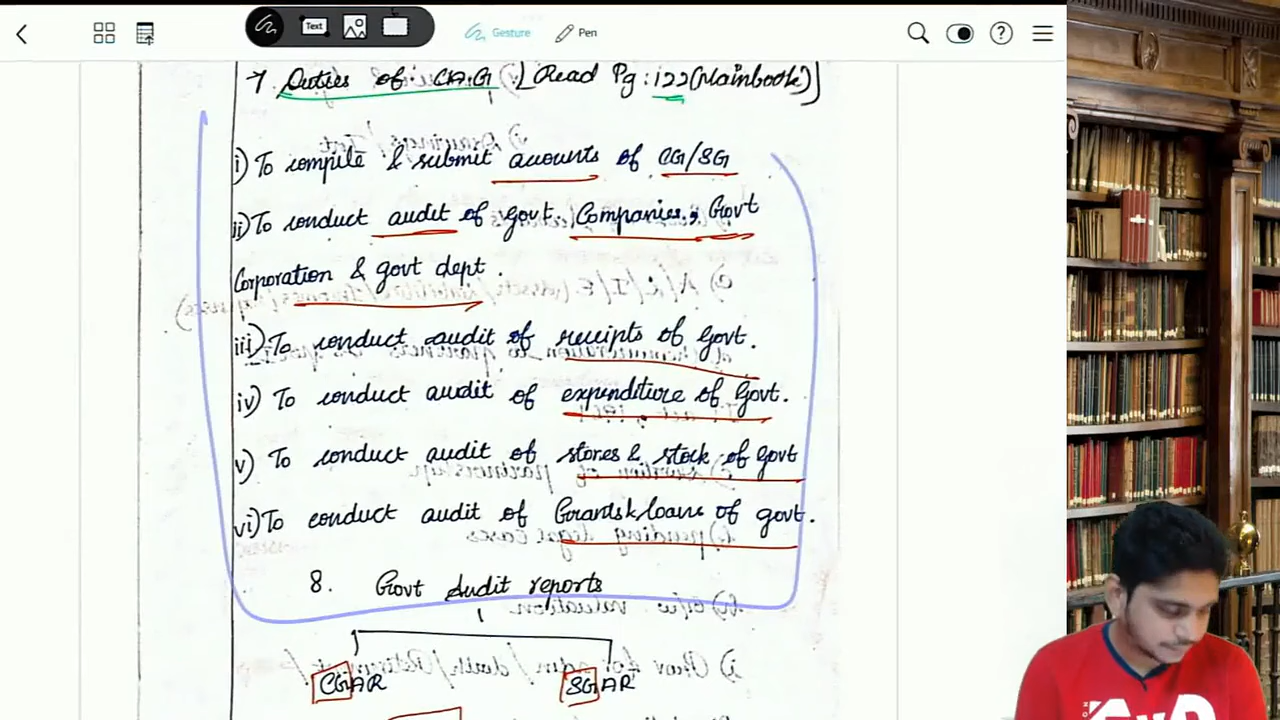 Text
Gesture
Pen
7 Duties of C.A.G [Read Pg: 122 (Mainbook)]
i) To compile & submit accounts of CG/SG
ii) To conduct audit of Govt. Companies, Govt
Corporation & govt dept.
iii) To conduct audit of receipts of Govt.
iv) To conduct audit of expenditure of Govt.
v) To conduct audit of stores & stock of Govt
vi) To conduct audit of Grants & loans of govt.
8. Govt Audit reports
CGAR SGAR